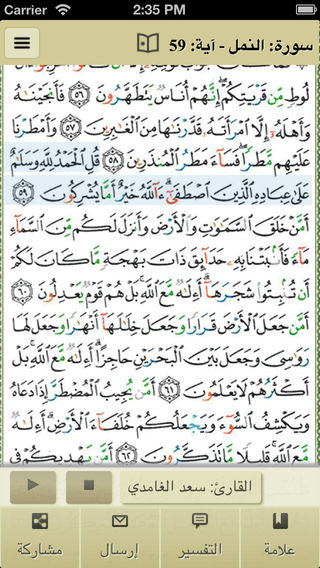 Carrier 2:35 PM
سورة: النمل - آية: 59
لُوطٍ مِّن قَرْيَتِكُمْ ۖ إِنَّهُمْ أُنَاسٌ يَتَطَهَّرُونَ ٥٦ فَأَنجَيْنَٰهُ
وَأَهْلَهُۥٓ إِلَّا ٱمْرَأَتَهُۥ قَدَّرْنَٰهَا مِنَ ٱلْغَٰبِرِينَ ٥٧ وَأَمْطَرْنَا
عَلَيْهِم مَّطَرًا ۖ فَسَآءَ مَطَرُ ٱلْمُنذَرِينَ ٥٨ قُلِ ٱلْحَمْدُ لِلَّهِ وَسَلَٰمٌ
عَلَىٰ عِبَادِهِ ٱلَّذِينَ ٱصْطَفَىٰٓ ۗ ءَآللَّهُ خَيْرٌ أَمَّا يُشْرِكُونَ ٥٩
أَمَّنْ خَلَقَ ٱلسَّمَٰوَٰتِ وَٱلْأَرْضَ وَأَنزَلَ لَكُم مِّنَ ٱلسَّمَآءِ
مَآءً فَأَنۢبَتْنَا بِهِۦ حَدَآئِقَ ذَاتَ بَهْجَةٍ مَّا كَانَ لَكُمْ
أَن تُنۢبِتُوا۟ شَجَرَهَآ ۗ أَءِلَٰهٌ مَّعَ ٱللَّهِ ۚ بَلْ هُمْ قَوْمٌ يَعْدِلُونَ ٦٠
أَمَّن جَعَلَ ٱلْأَرْضَ قَرَارًا وَجَعَلَ خِلَٰلَهَآ أَنْهَٰرًا وَجَعَلَ لَهَا
رَوَٰسِىَ وَجَعَلَ بَيْنَ ٱلْبَحْرَيْنِ حَاجِزًا ۗ أَءِلَٰهٌ مَّعَ ٱللَّهِ ۚ بَلْ
أَكْثَرُهُمْ لَا يَعْلَمُونَ ٦١ أَمَّن يُجِيبُ ٱلْمُضْطَرَّ إِذَا دَعَاهُ
وَيَكْشِفُ ٱلسُّوٓءَ وَيَجْعَلُكُمْ خُلَفَآءَ ٱلْأَرْضِ ۗ أَءِلَٰهٌ
مَّعَ ٱللَّهِ ۚ قَلِيلًا مَّا تَذَكَّرُونَ ٦٢ أَمَّن يَهْدِيكُمْ فِى
القارئ: سعد الغامدي
علامة
التفسير
إرسال
مشاركة